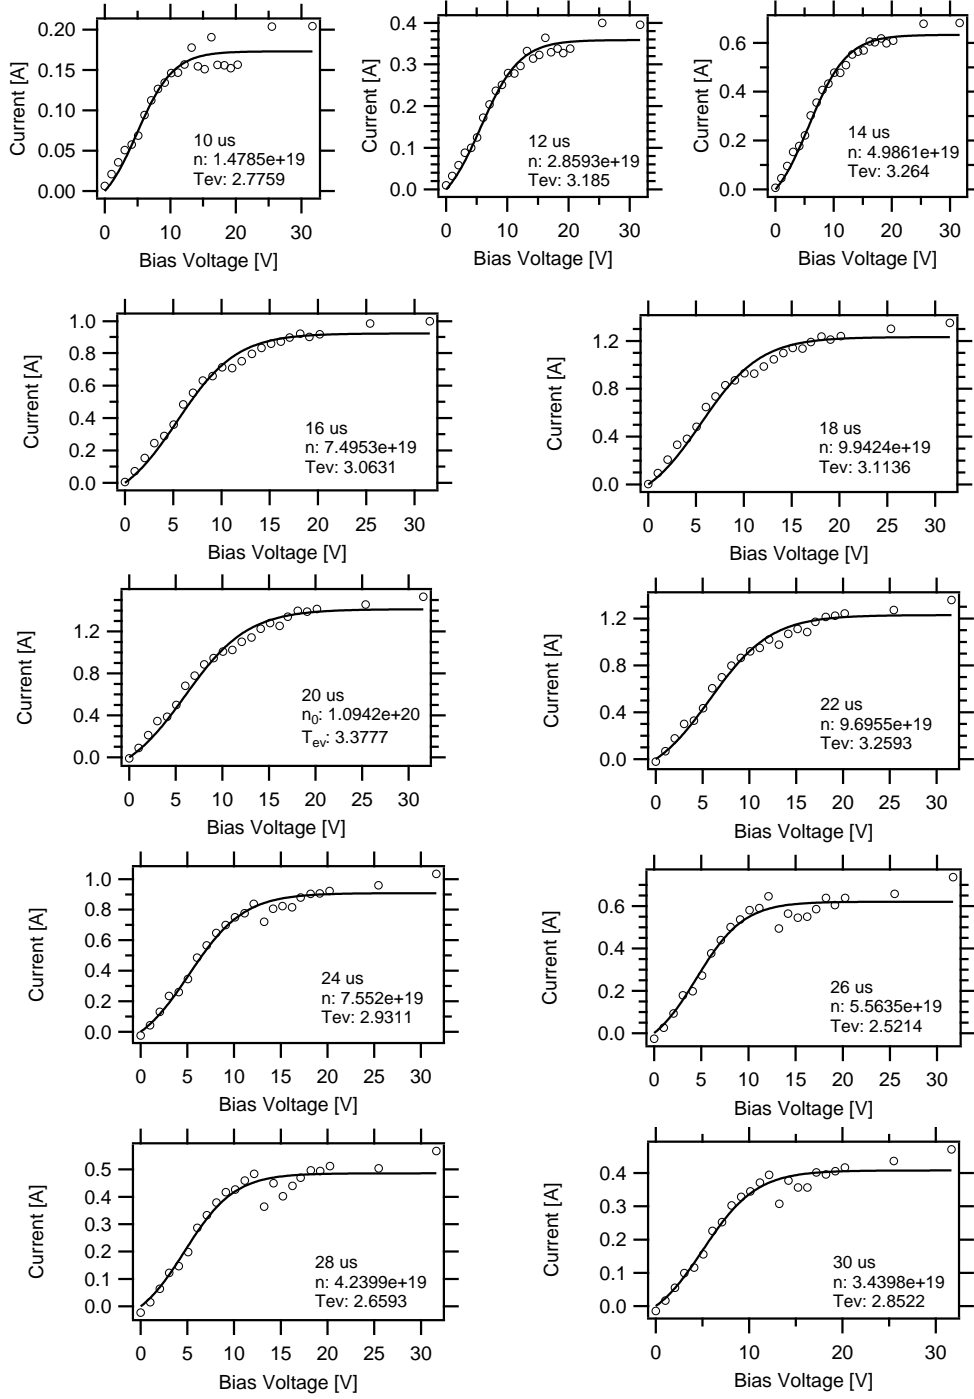 0.20
0.15
0.10
0.05
0.00
Current [A]
10 us
n: 1.4785e+19
Tev: 2.7759
0 10 20 30
Bias Voltage [V]
0.4
0.3
0.2
0.1
0.0
Current [A]
12 us
n: 2.8593e+19
Tev: 3.185
0 10 20 30
Bias Voltage [V]
0.6
0.4
0.2
0.0
Current [A]
14 us
n: 4.9861e+19
Tev: 3.264
0 10 20 30
Bias Voltage [V]
1.0
0.8
0.6
0.4
0.2
0.0
Current [A]
16 us
n: 7.4953e+19
Tev: 3.0631
0 5 10 15 20 25 30
Bias Voltage [V]
1.2
0.8
0.4
0.0
Current [A]
18 us
n: 9.9424e+19
Tev: 3.1136
0 5 10 15 20 25 30
Bias Voltage [V]
1.2
0.8
0.4
0.0
Current [A]
20 us
n0: 1.0942e+20
Tev: 3.3777
0 5 10 15 20 25 30
Bias Voltage [V]
1.2
0.8
0.4
0.0
Current [A]
22 us
n: 9.6955e+19
Tev: 3.2593
0 5 10 15 20 25 30
Bias Voltage [V]
1.0
0.8
0.6
0.4
0.2
0.0
Current [A]
24 us
n: 7.552e+19
Tev: 2.9311
0 5 10 15 20 25 30
Bias Voltage [V]
0.6
0.4
0.2
0.0
Current [A]
26 us
n: 5.5635e+19
Tev: 2.5214
0 5 10 15 20 25 30
Bias Voltage [V]
0.5
0.4
0.3
0.2
0.1
0.0
Current [A]
28 us
n: 4.2399e+19
Tev: 2.6593
0 5 10 15 20 25 30
Bias Voltage [V]
0.4
0.3
0.2
0.1
0.0
Current [A]
30 us
n: 3.4398e+19
Tev: 2.8522
0 5 10 15 20 25 30
Bias Voltage [V]